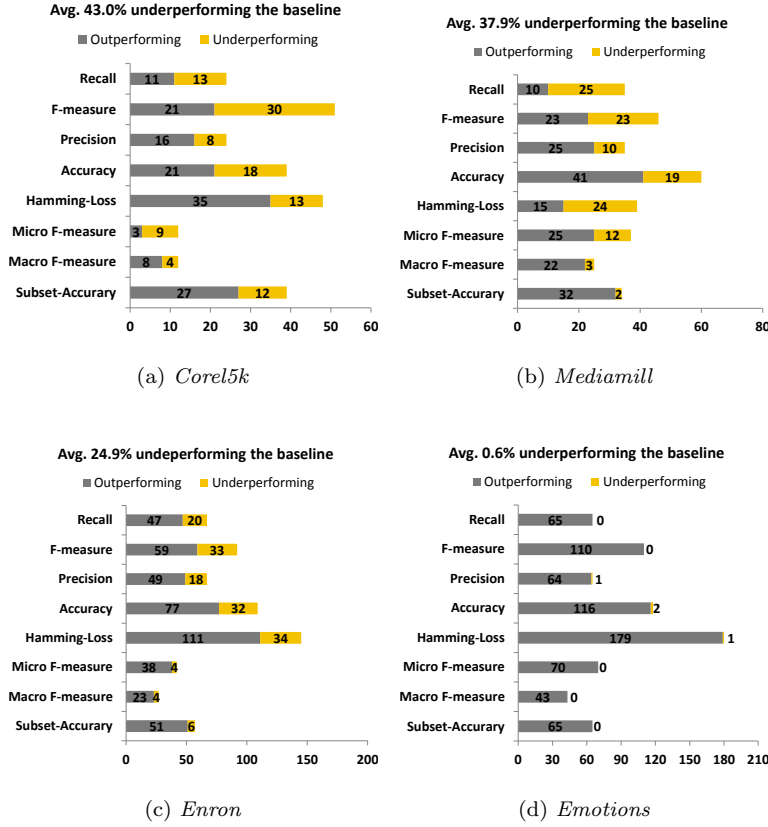 Avg. 43.0% underperforming the baseline
Outperforming Underperforming
Recall 11 13
F-measure 21 30
Precision 16 8
Accuracy 21 18
Hamming-Loss 35 13
Micro F-measure 3 9
Macro F-measure 8 4
Subset-Accurary 27 12
0 10 20 30 40 50 60
(a) Corel5k
Avg. 37.9% underperforming the baseline
Outperforming Underperforming
Recall 10 25
F-measure 23 23
Precision 25 10
Accuracy 41 19
Hamming-Loss 15 24
Micro F-measure 25 12
Macro F-measure 22 3
Subset-Accurary 32 2
0 20 40 60 80
(b) Mediamill
Avg. 24.9% undeperforming the baseline
Outperforming Underperforming
Recall 47 20
F-measure 59 33
Precision 49 18
Accuracy 77 32
Hamming-Loss 111 34
Micro F-measure 38 4
Macro F-measure 23 4
Subset-Accurary 51 6
0 50 100 150 200
(c) Enron
Avg. 0.6% underperforming the baseline
Outperforming Underperforming
Recall 65 0
F-measure 110 0
Precision 64 1
Accuracy 116 2
Hamming-Loss 179 1
Micro F-measure 70 0
Macro F-measure 43 0
Subset-Accurary 65 0
0 30 60 90 120 150 180 210
(d) Emotions